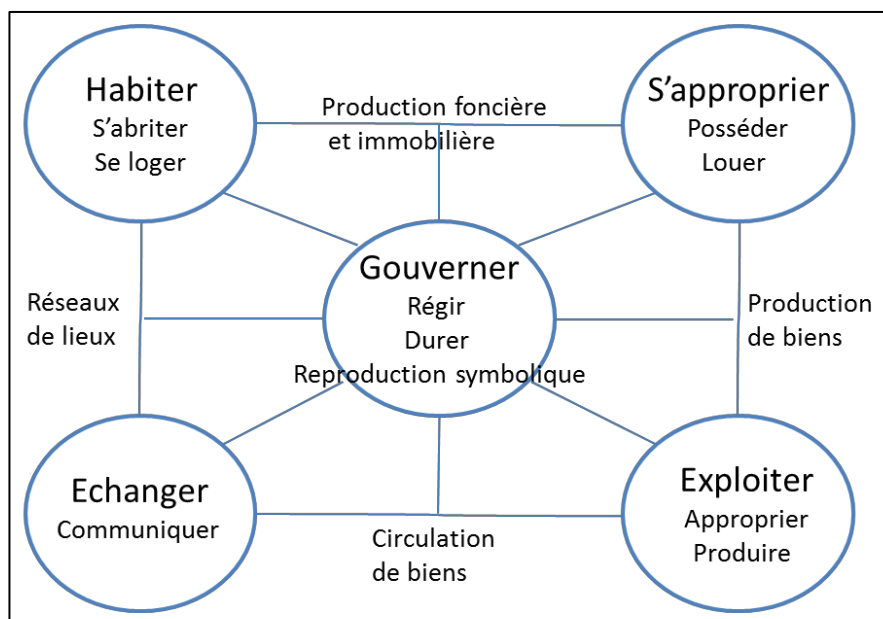 Habiter
S'abriter
Se loger
Production foncière
et immobilière
S'approprier
Posséder
Louer
Réseaux
de lieux
Gouverner
Régir
Durer
Reproduction symbolique
Production
de biens
Echanger
Communiquer
Circulation
de biens
Exploiter
Approprier
Produire